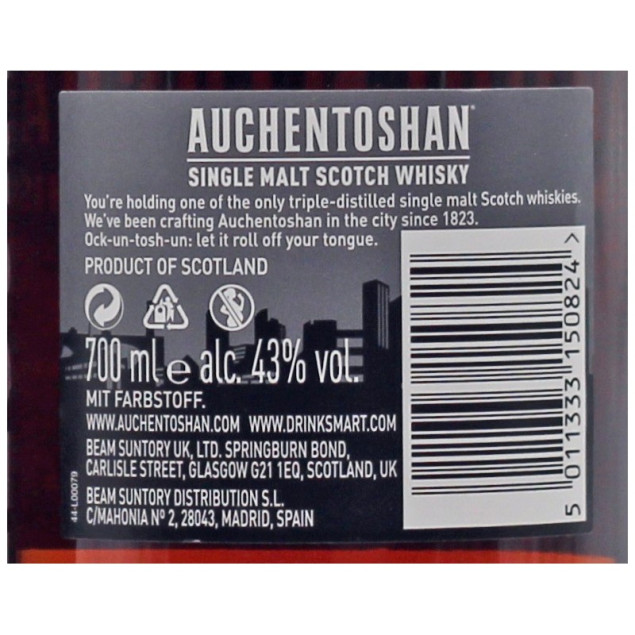 AUCHENTOSHAN
SINGLE MALT SCOTCH WHISKY
You're holding one of the only triple-distilled single malt Scotch whiskies.
We've been crafting Auchentoshan in the city since 1823.
Ock-un-tosh-un: let it roll off your tongue.
PRODUCT OF SCOTLAND
700 ml e alc. 43% vol.
MIT FARBSTOFF.
WWW.AUCHENTOSHAN.COM WWW.DRINKSMART.COM
BEAM SUNTORY UK, LTD. SPRINGBURN BOND,
CARLISLE STREET, GLASGOW G21 1EQ, SCOTLAND, UK
BEAM SUNTORY DISTRIBUTION S.L.
C/MAHONIA Nº 2, 28043, MADRID, SPAIN
44-L00079
5 011333 150824 >